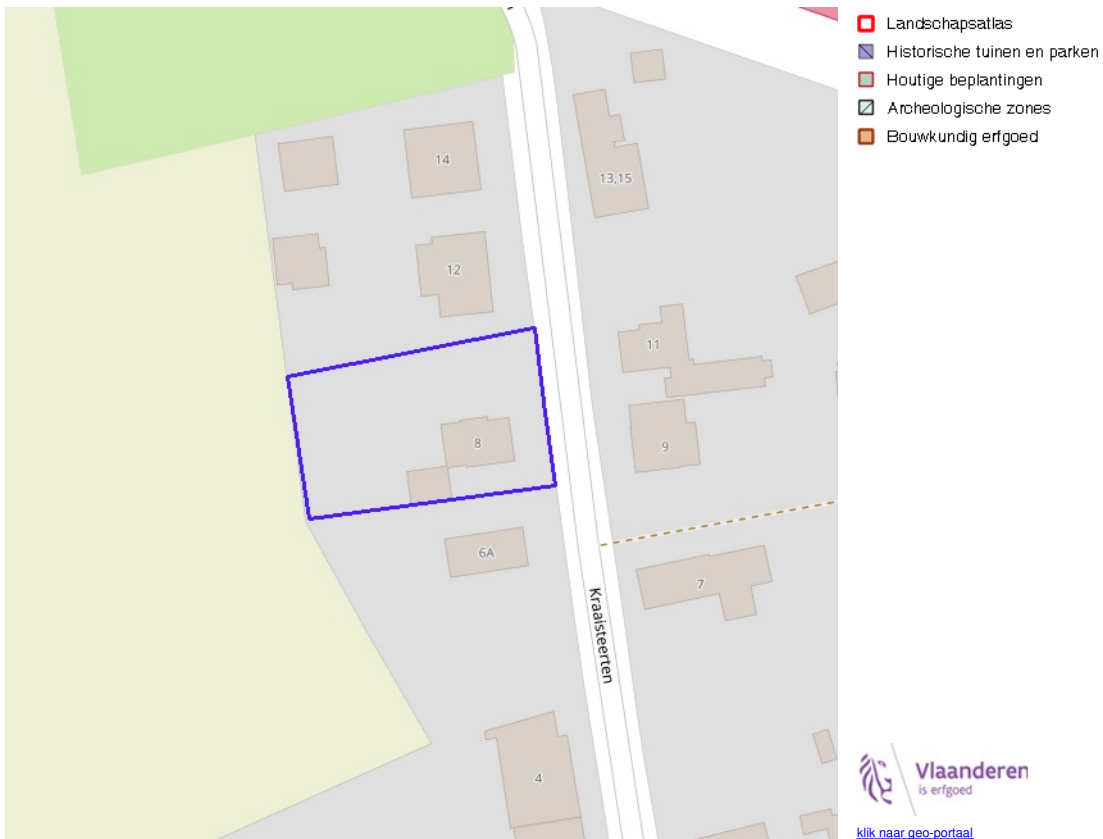 Landschapsatlas
Historische tuinen en parken
Houtige beplantingen
Archeologische zones
Bouwkundig erfgoed
14
13,15
12
11
8
9
6A
7
Kraaisteerten
4
Vlaanderen
is erfgoed
klik naar geo-portaal